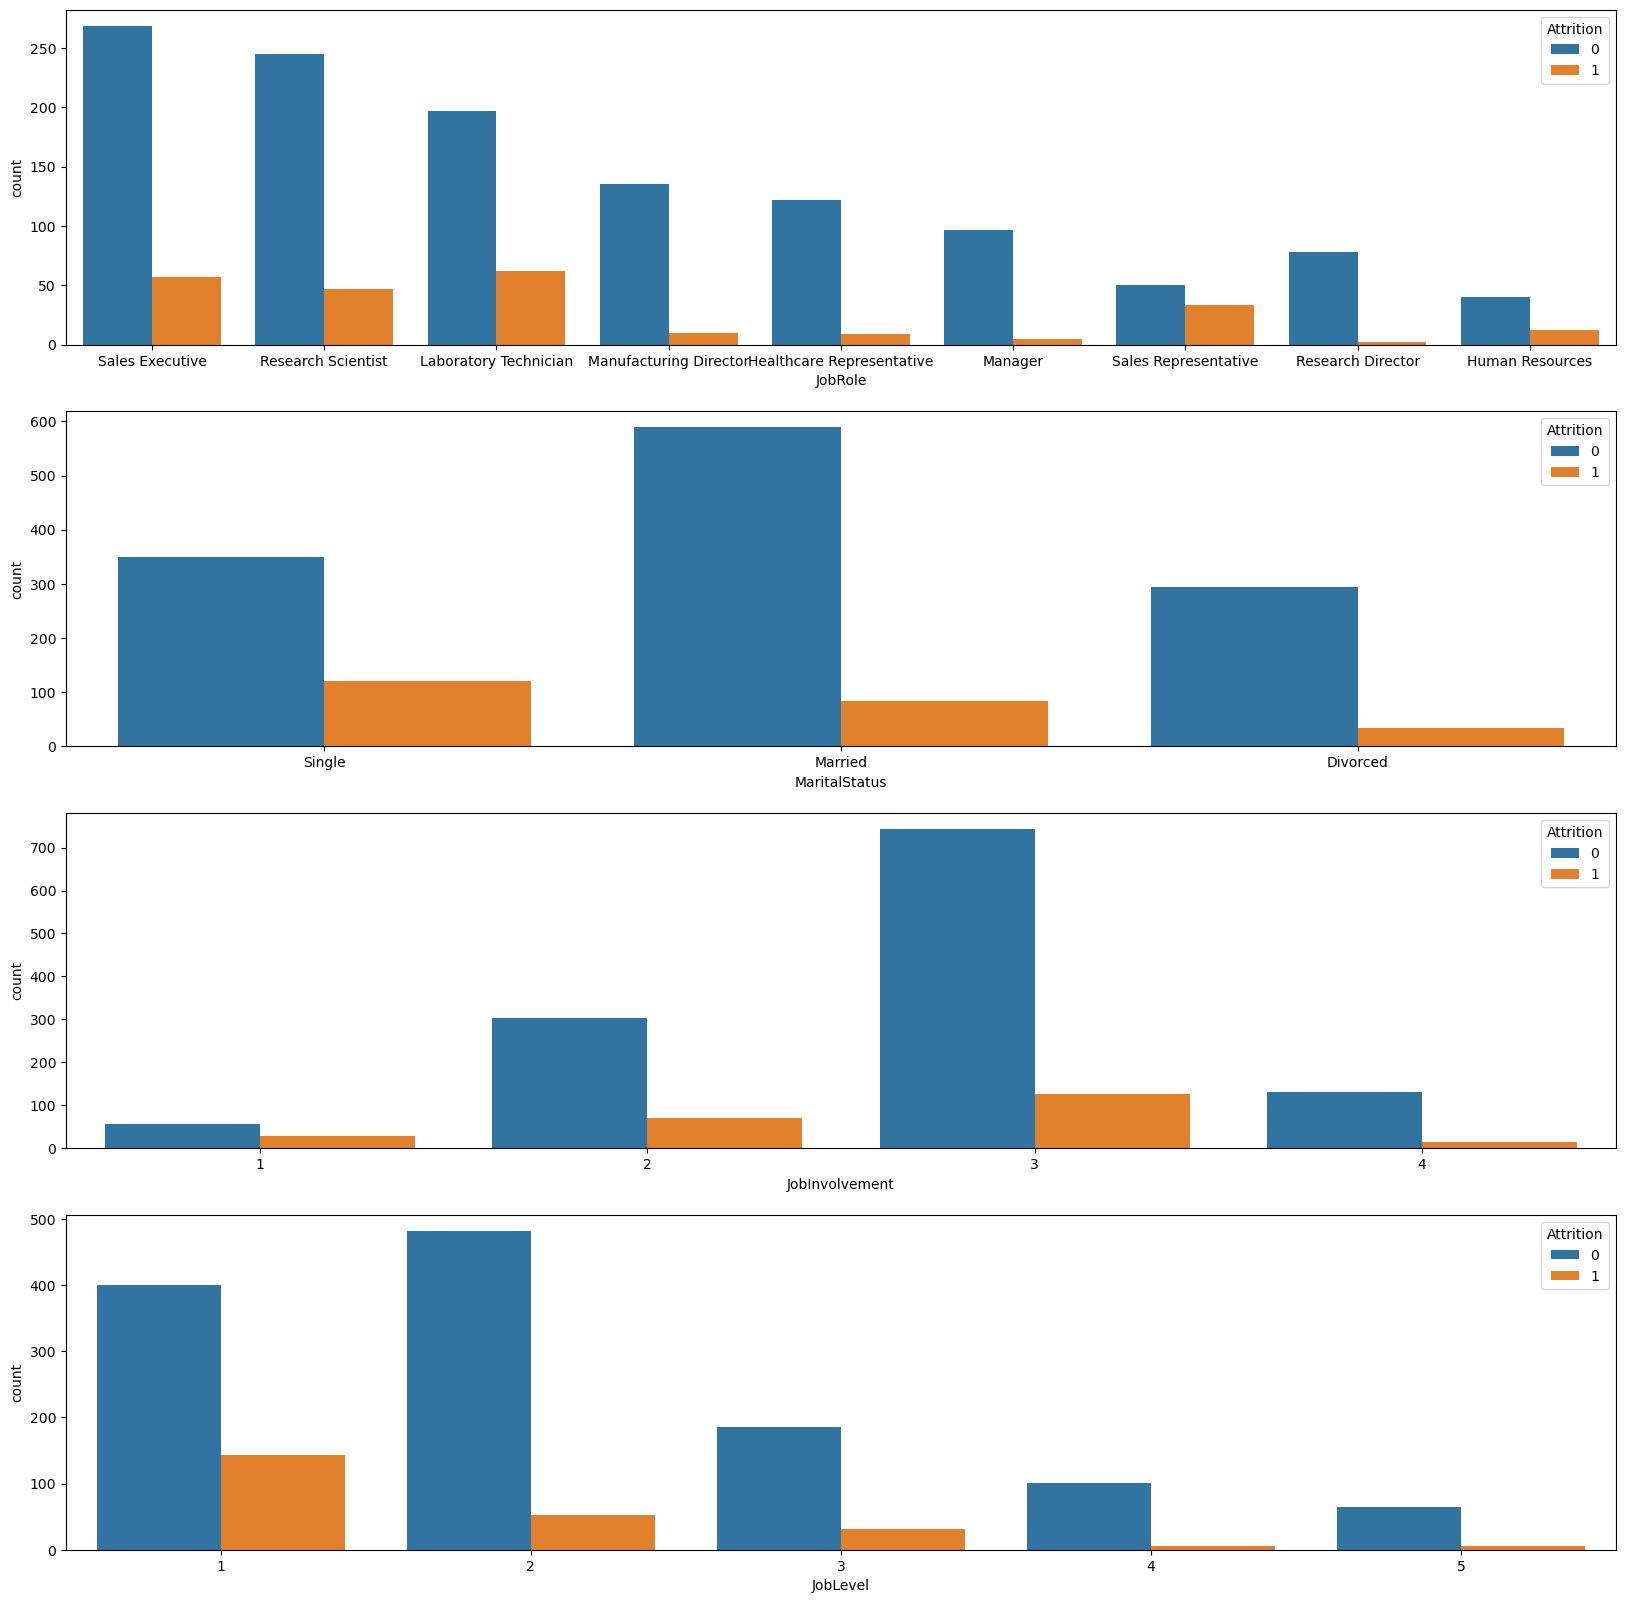 Attrition
0
1
250
200
150
100
50
0
count
Sales Executive Research Scientist Laboratory Technician Manufacturing Director Healthcare Representative Manager Sales Representative Research Director Human Resources
JobRole
Attrition
0
1
600
500
400
300
200
100
0
count
Single Married Divorced
MaritalStatus
Attrition
0
1
700
600
500
400
300
200
100
0
count
1 2 3 4
JobInvolvement
Attrition
0
1
500
400
300
200
100
0
count
1 2 3 4 5
JobLevel